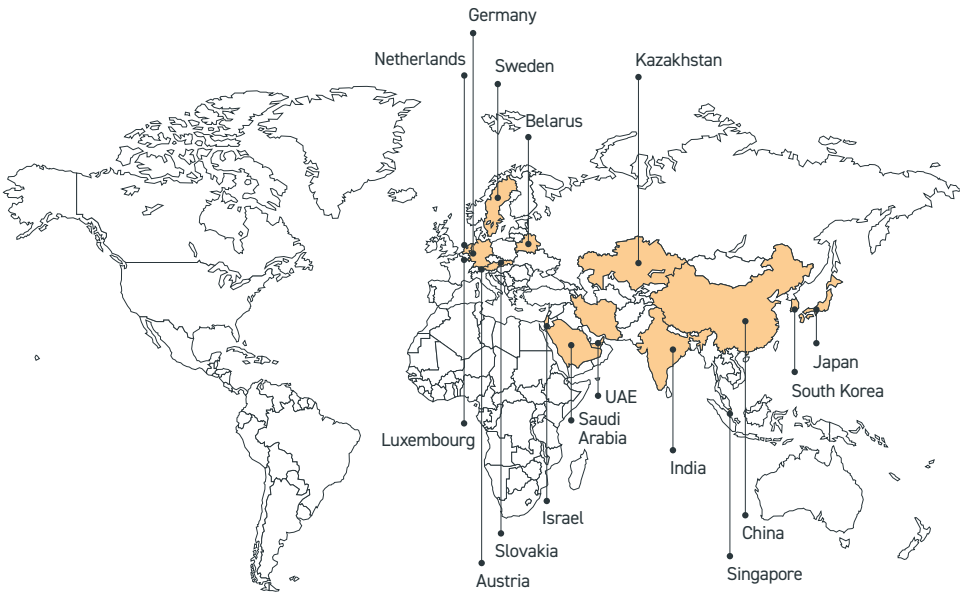 Germany
Netherlands
Sweden
Kazakhstan
Belarus
Japan
South Korea
UAE
Saudi
Arabia
Luxembourg
India
Israel
China
Slovakia
Singapore
Austria